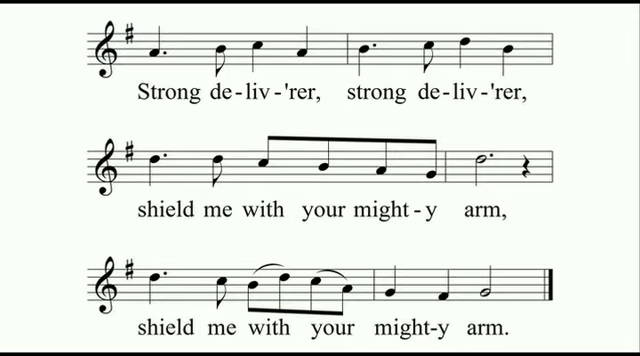 Strong de-liv-'rer, strong de-liv-'rer,
shield me with your might-y arm,
shield me with your might-y arm.